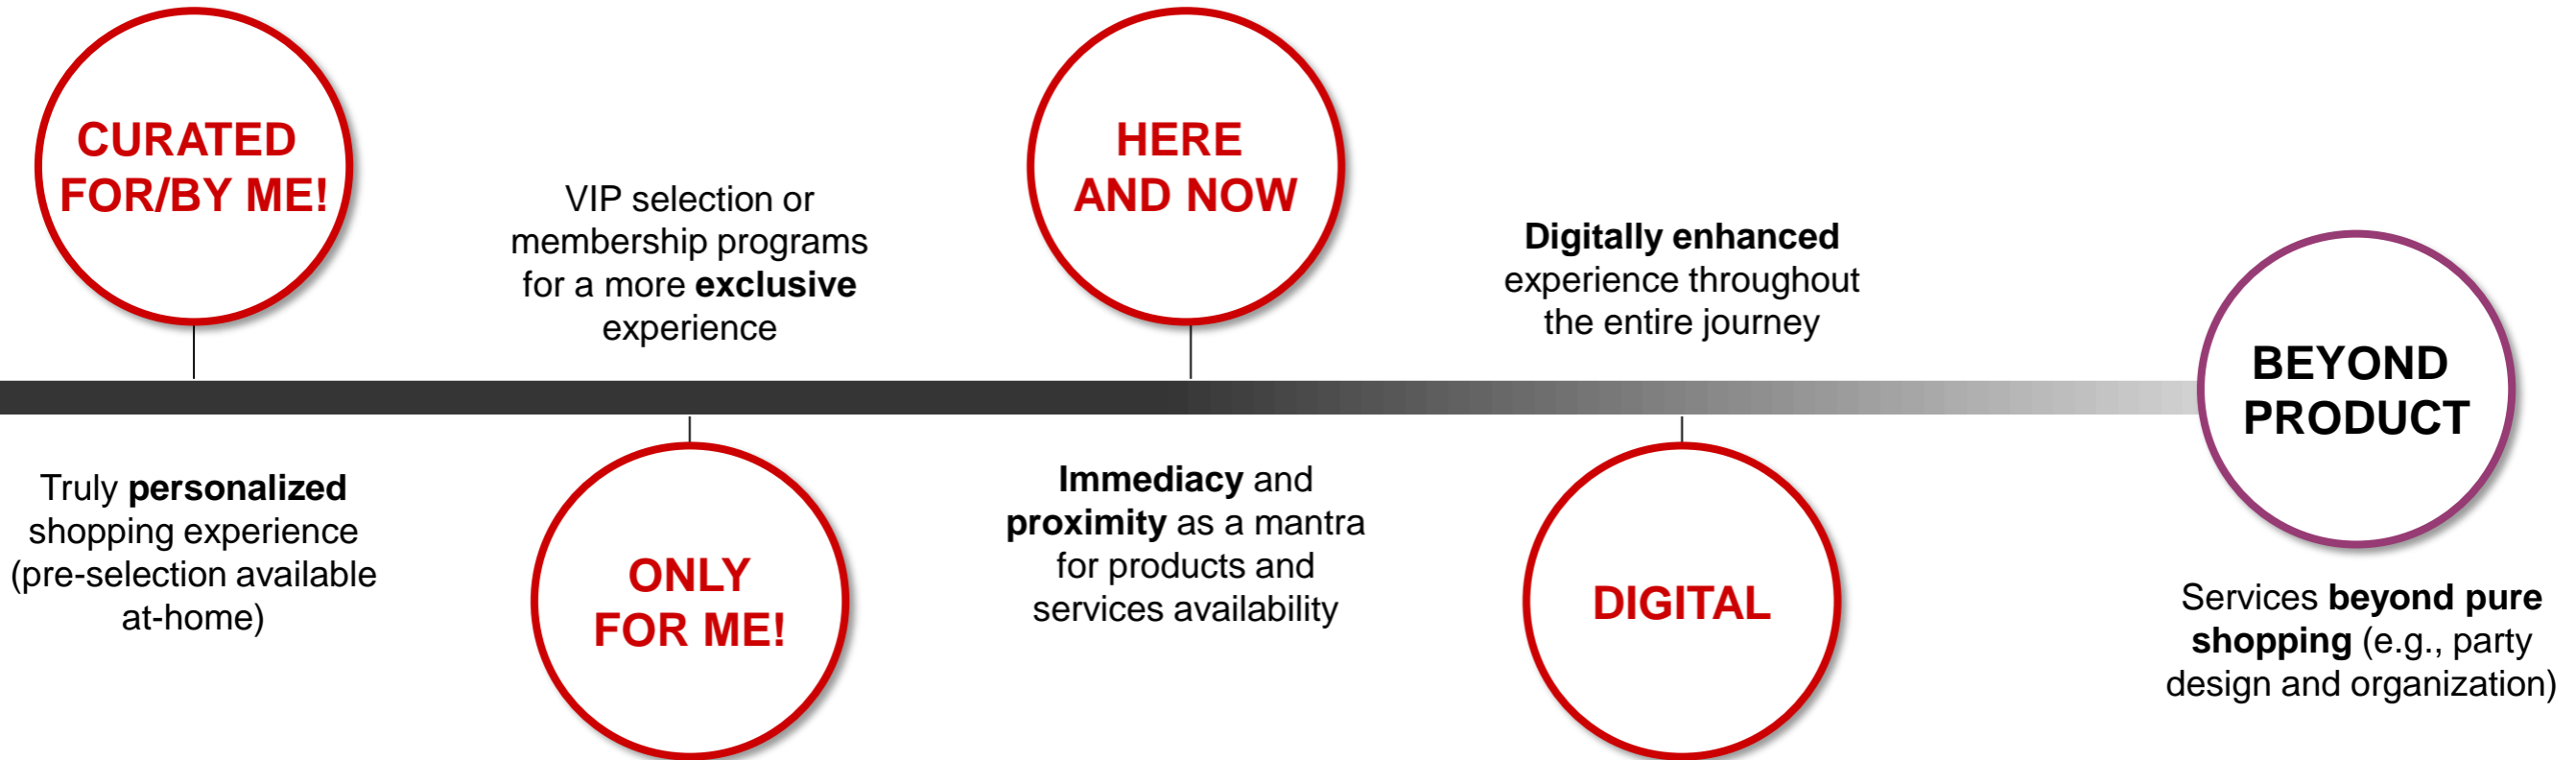 CURATED
FOR/BY ME!
Truly personalized
shopping experience
(pre-selection available
at-home)
VIP selection or
membership programs
for a more exclusive
experience
ONLY
FOR ME!
HERE
AND NOW
Immediacy and
proximity as a mantra
for products and
services availability
Digitally enhanced
experience throughout
the entire journey
DIGITAL
BEYOND
PRODUCT
Services beyond pure
shopping (e.g., party
design and organization)